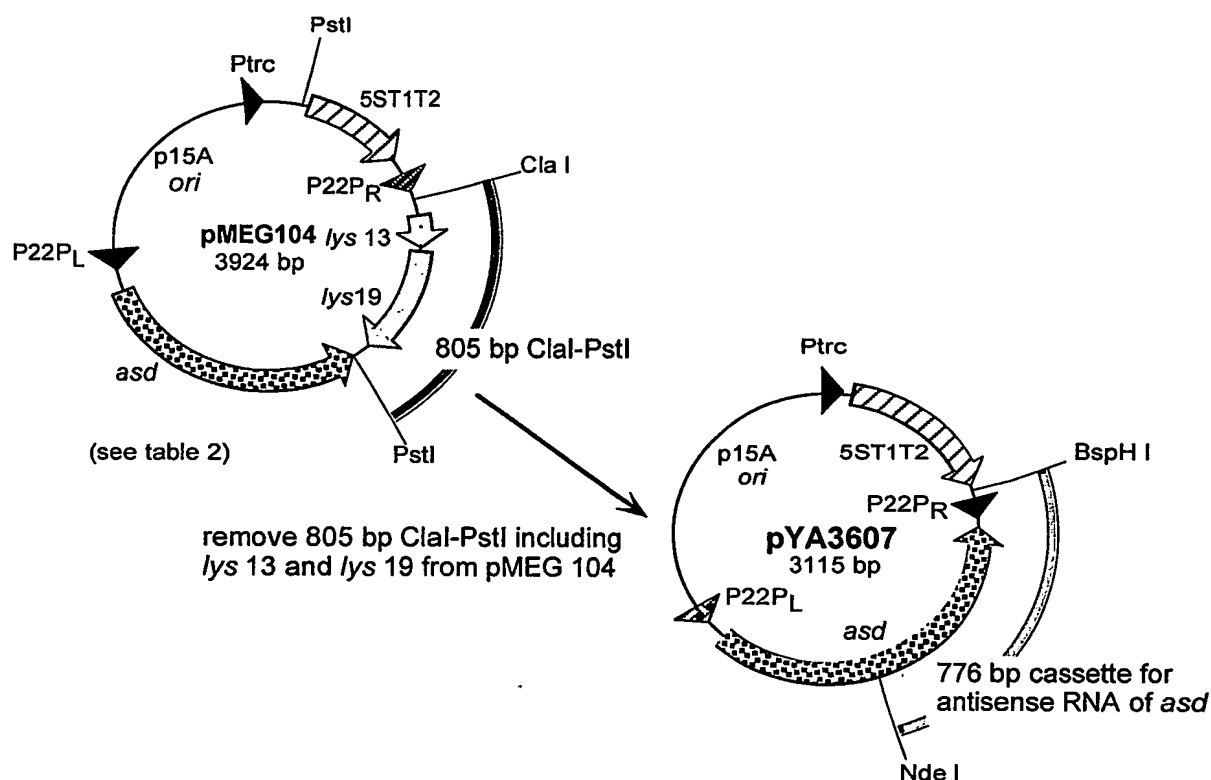 PstI
Ptrc
5ST1T2
p15A
ori
Cla I
P22PR
P22PL
pMEG104
3924 bp
lys 13
lys19
805 bp ClaI-PstI
asd
(see table 2)
PstI
remove 805 bp ClaI-PstI including
lys 13 and lys 19 from pMEG 104
Ptrc
p15A
ori
5ST1T2
BspH I
P22PR
pYA3607
3115 bp
P22PL
asd
776 bp cassette for
antisense RNA of asd
Nde I